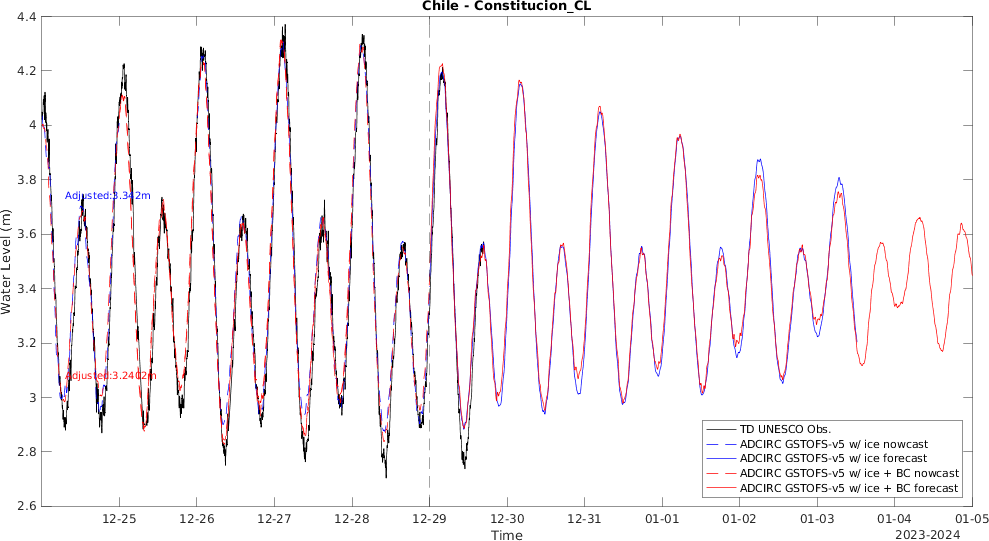 Chile - Constitucion_CL
4.4
4.2
4
3.8
3.6
3.4
3.2
3
2.8
2.6
Water Level (m)
Adjusted:3.342m
Adjusted:3.2402m
TD UNESCO Obs.
ADCIRC GSTOFS-v5 w/ ice nowcast
ADCIRC GSTOFS-v5 w/ ice forecast
ADCIRC GSTOFS-v5 w/ ice + BC nowcast
ADCIRC GSTOFS-v5 w/ ice + BC forecast
12-25 12-26 12-27 12-28 12-29 12-30 12-31 01-01 01-02 01-03 01-04 01-05
Time
2023-2024